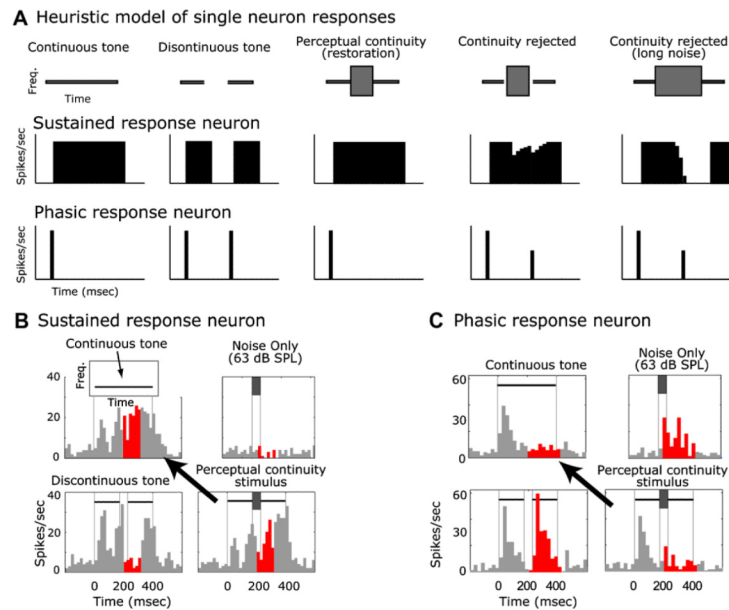 A Heuristic model of single neuron responses
Continuous tone
Discontinuous tone
Perceptual continuity
(restoration)
Continuity rejected
Continuity rejected
(long noise)
Freq.
Time
Sustained response neuron
Spikes/sec
Phasic response neuron
Spikes/sec
Time (msec)
B Sustained response neuron
Continuous tone
Noise Only
(63 dB SPL)
Freq.
Time
40
20
0
Discontinuous tone
Perceptual continuity
stimulus
Spikes/sec
40
20
0
0 200 400
0 200 400
Time (msec)
C Phasic response neuron
Continuous tone
Noise Only
(63 dB SPL)
60
30
0
Perceptual continuity
stimulus
Spikes/sec
60
30
0
0 200 400
0 200 400
Time (msec)